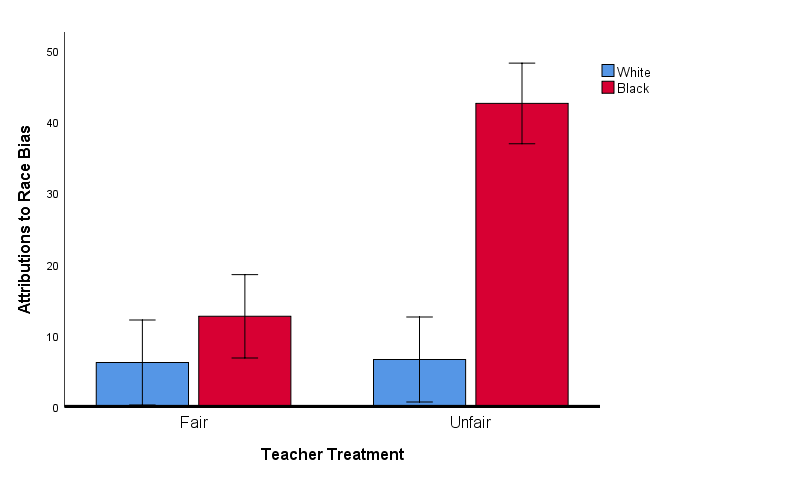 50
40
30
20
10
0
Attributions to Race Bias
Fair
Unfair
Teacher Treatment
White
Black